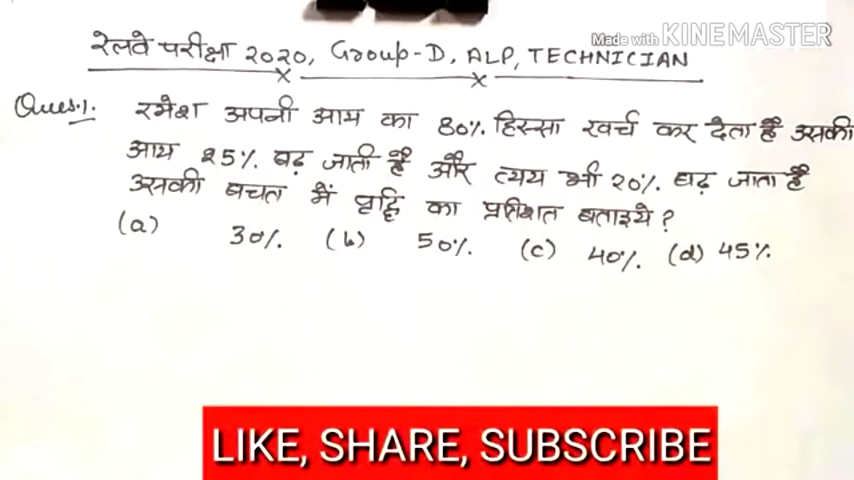 Made with KINEMASTER
रेलवे परीक्षा 2020, Group-D, ALP, TECHNICIAN
Ques.1. रमेश अपनी आय का 80% हिस्सा खर्च कर देता है उसकी
आय 25% बढ़ जाती है और व्यय भी 20% बढ़ जाता है
उसकी बचत में वृद्धि का प्रतिशत बताइये?
(a) 30% (b) 50% (c) 40% (d) 45%
LIKE, SHARE, SUBSCRIBE